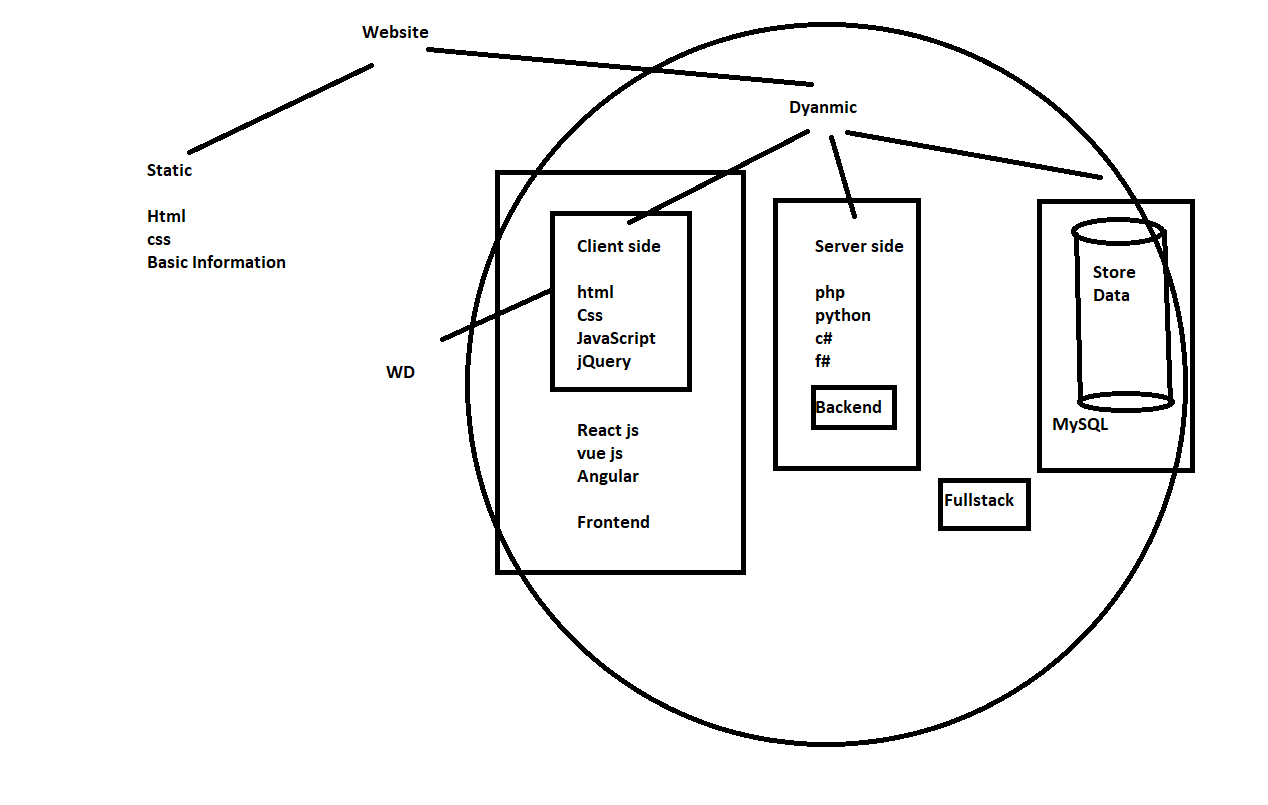 Website
Dyanmic
Static
Html
css
Basic Information
Client side
html
Css
JavaScript
jQuery
React js
vue js
Angular
Frontend
WD
Server side
php
python
c#
f#
Backend
Store
Data
MySQL
Fullstack